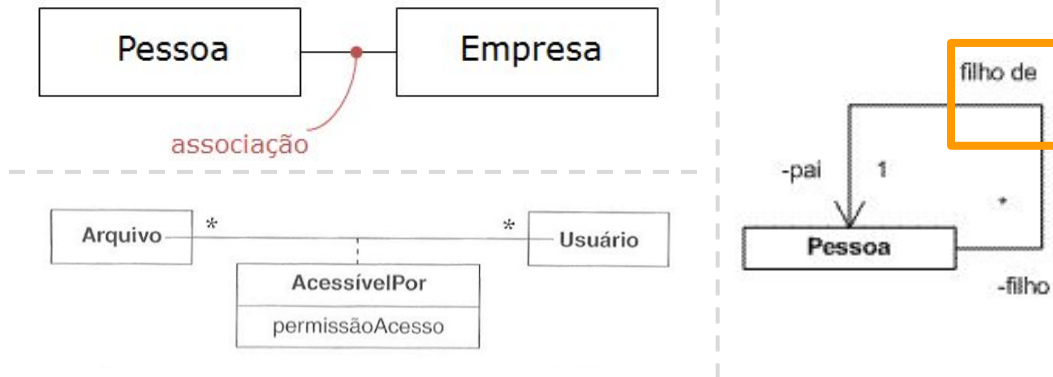 Pessoa
Empresa
associação
Arquivo
*
*
Usuário
AcessívelPor
permissãoAcesso
filho de
-pai
1
*
Pessoa
-filho